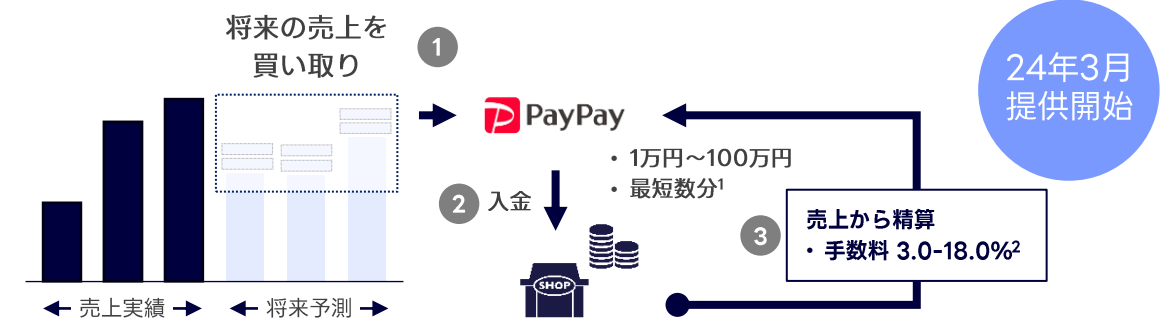 将来の売上を
買い取り
1
24年3月
提供開始
PayPay
・ 1万円～100万円
・ 最短数分1
2
入金
3
売上から精算
・ 手数料 3.0-18.0%2
SHOP
売上実績
将来予測